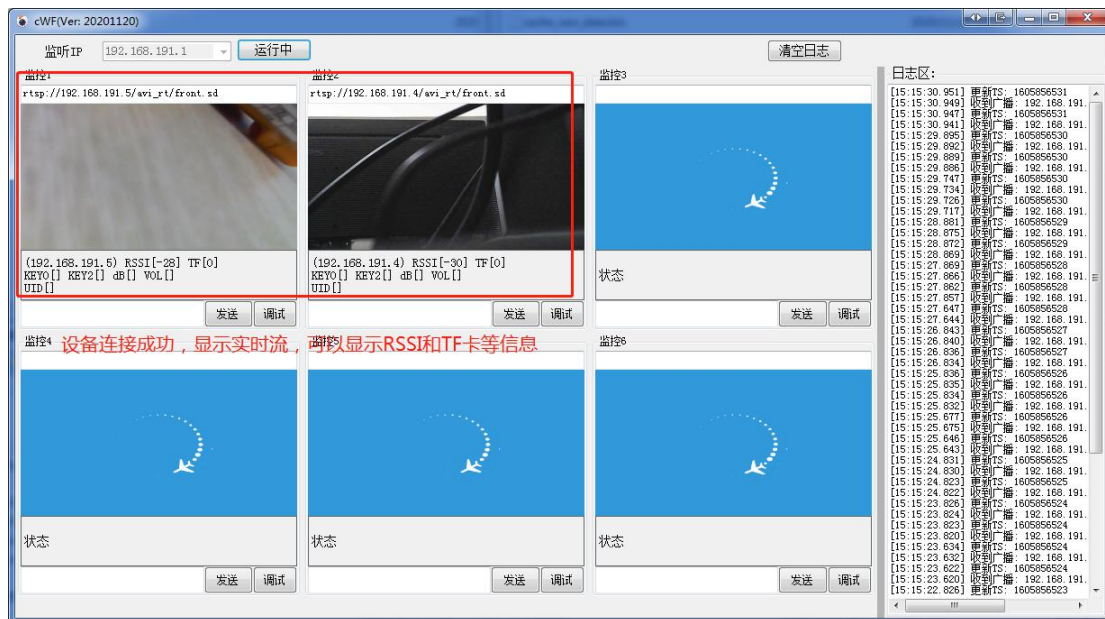 cWF(Ver: 20201120)
监听IP 192.168.191.1 运行中 清空日志
监控1
rtsp://192.168.191.5/avi_rt/front.sd
(192.168.191.5) RSSI[-28] TF[0]
KEY0[] KEY2[] dB[] VOL[]
UID[]
发送 调试
监控2
rtsp://192.168.191.4/avi_rt/front.sd
(192.168.191.4) RSSI[-30] TF[0]
KEY0[] KEY2[] dB[] VOL[]
UID[]
发送 调试
监控3
状态
发送 调试
设备连接成功，显示实时流，可以显示RSSI和TF卡等信息
监控4
状态
发送 调试
监控5
状态
发送 调试
监控6
状态
发送 调试
日志区:
[15:15:30.951] 更新TS: 1605856531
[15:15:30.949] 收到广播: 192.168.191.
[15:15:30.947] 更新TS: 1605856531
[15:15:30.941] 收到广播: 192.168.191.
[15:15:29.895] 更新TS: 1605856530
[15:15:29.892] 收到广播: 192.168.191.
[15:15:29.889] 更新TS: 1605856530
[15:15:29.886] 收到广播: 192.168.191.
[15:15:29.747] 更新TS: 1605856530
[15:15:29.734] 收到广播: 192.168.191.
[15:15:29.726] 更新TS: 1605856530
[15:15:29.717] 收到广播: 192.168.191.
[15:15:28.881] 更新TS: 1605856529
[15:15:28.875] 收到广播: 192.168.191.
[15:15:28.872] 更新TS: 1605856529
[15:15:28.869] 收到广播: 192.168.191.
[15:15:27.869] 更新TS: 1605856528
[15:15:27.866] 收到广播: 192.168.191.
[15:15:27.862] 更新TS: 1605856528
[15:15:27.857] 收到广播: 192.168.191.
[15:15:27.647] 更新TS: 1605856528
[15:15:27.644] 收到广播: 192.168.191.
[15:15:26.843] 更新TS: 1605856527
[15:15:26.840] 收到广播: 192.168.191.
[15:15:26.836] 更新TS: 1605856527
[15:15:26.834] 收到广播: 192.168.191.
[15:15:25.836] 更新TS: 1605856526
[15:15:25.835] 收到广播: 192.168.191.
[15:15:25.834] 更新TS: 1605856526
[15:15:25.832] 收到广播: 192.168.191.
[15:15:25.677] 更新TS: 1605856526
[15:15:25.675] 收到广播: 192.168.191.
[15:15:25.646] 更新TS: 1605856526
[15:15:25.643] 收到广播: 192.168.191.
[15:15:24.831] 更新TS: 1605856525
[15:15:24.830] 收到广播: 192.168.191.
[15:15:24.823] 更新TS: 1605856525
[15:15:24.822] 收到广播: 192.168.191.
[15:15:23.826] 更新TS: 1605856524
[15:15:23.824] 收到广播: 192.168.191.
[15:15:23.823] 更新TS: 1605856524
[15:15:23.820] 收到广播: 192.168.191.
[15:15:23.634] 更新TS: 1605856524
[15:15:23.632] 收到广播: 192.168.191.
[15:15:23.622] 更新TS: 1605856524
[15:15:23.620] 收到广播: 192.168.191.
[15:15:22.826] 更新TS: 1605856523